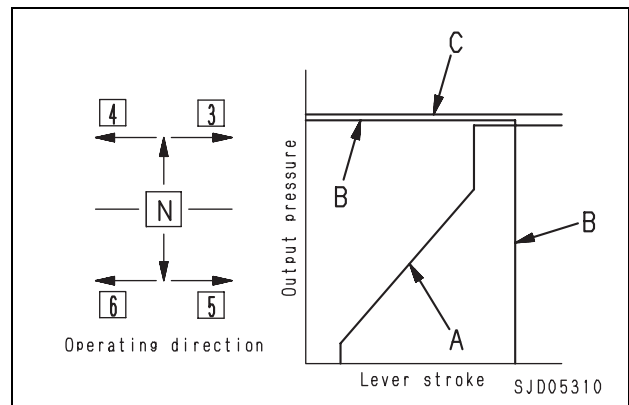 C
4 3
B
N
B
6 5
A
Output pressure
Operating direction
Lever stroke
SJD05310